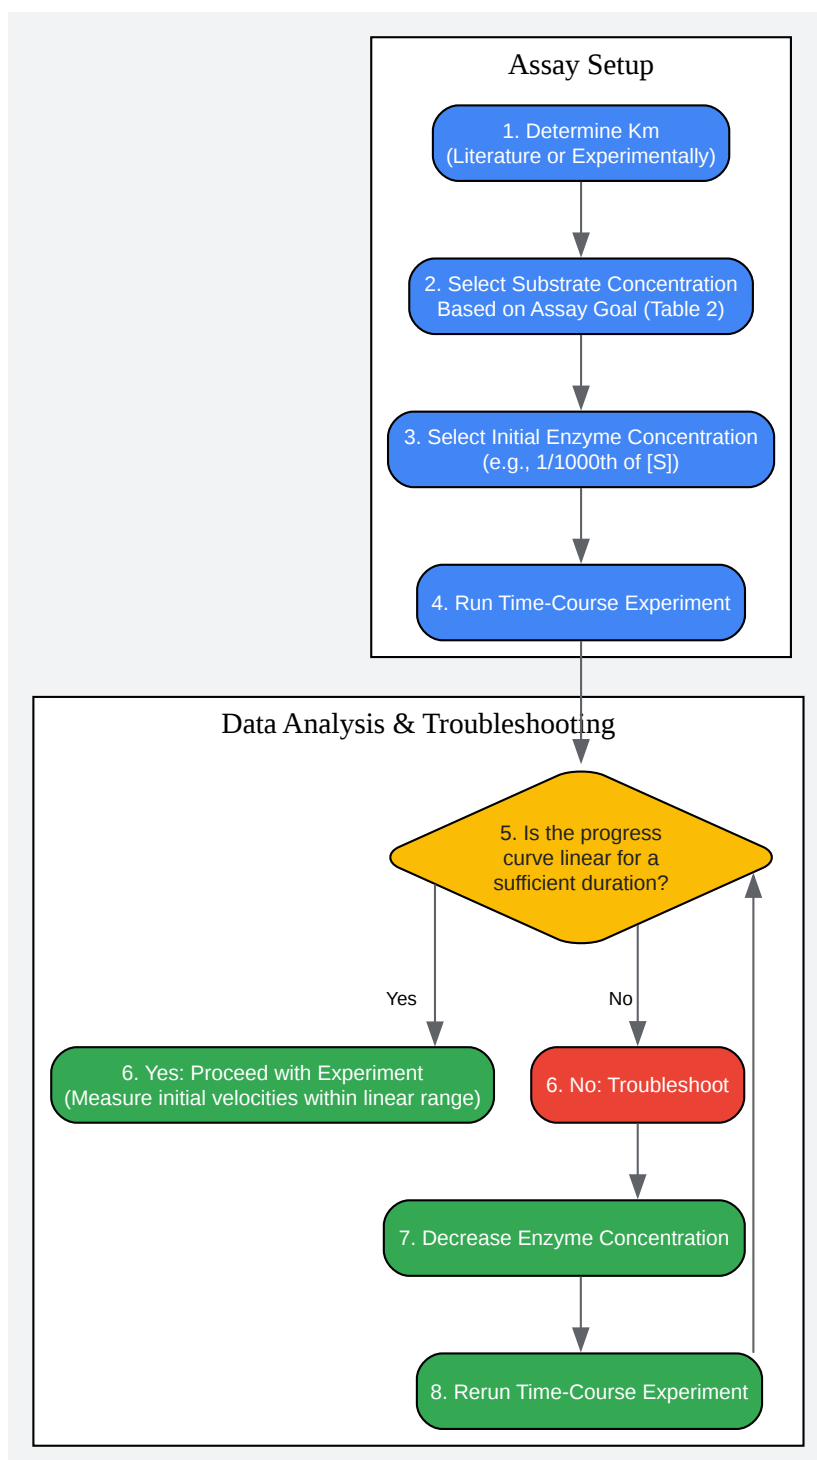 Assay Setup
1. Determine Km
(Literature or Experimentally)
2. Select Substrate Concentration
Based on Assay Goal (Table 2)
3. Select Initial Enzyme Concentration
(e.g., 1/1000th of [S])
4. Run Time-Course Experiment
Data Analysis & Troubleshooting
5. Is the progress
curve linear for a
sufficient duration?
Yes
No
6. Yes: Proceed with Experiment
(Measure initial velocities within linear range)
6. No: Troubleshoot
7. Decrease Enzyme Concentration
8. Rerun Time-Course Experiment